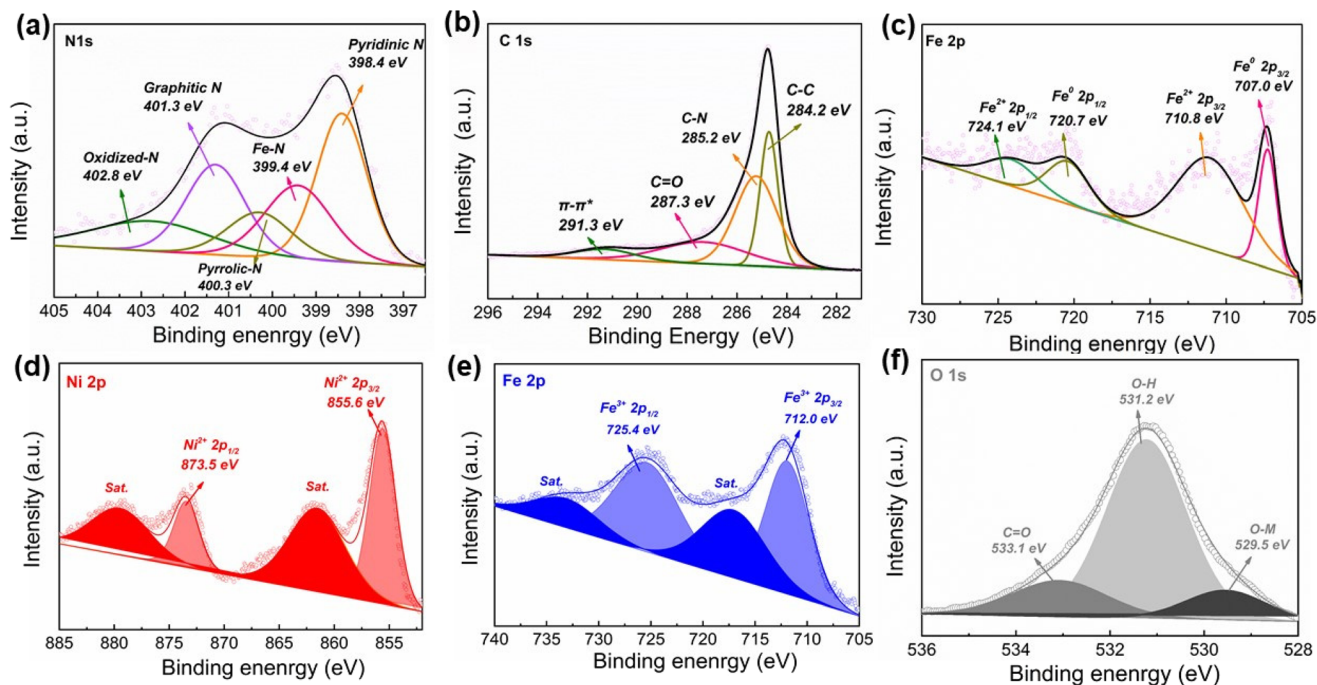 (a)
N1s
Pyridinic N
398.4 eV
Graphitic N
401.3 eV
Fe-N
399.4 eV
Oxidized-N
402.8 eV
Pyrrolic-N
400.3 eV
Intensity (a.u.)
405 404 403 402 401 400 399 398 397
Binding enenrgy (eV)
(b)
C 1s
C-C
284.2 eV
C-N
285.2 eV
C=O
287.3 eV
π-π*
291.3 eV
Intensity (a.u.)
296 294 292 290 288 286 284 282
Binding Energy (eV)
(c)
Fe 2p
Fe⁰ 2p₃/₂
707.0 eV
Fe²⁺ 2p₁/₂
724.1 eV
Fe⁰ 2p₁/₂
720.7 eV
Fe²⁺ 2p₃/₂
710.8 eV
Intensity (a.u.)
730 725 720 715 710 705
Binding enenrgy (eV)
(d)
Ni 2p
Ni²⁺ 2p₃/₂
855.6 eV
Ni²⁺ 2p₁/₂
873.5 eV
Sat.
Sat.
Intensity (a.u.)
885 880 875 870 865 860 855
Binding enenrgy (eV)
(e)
Fe 2p
Fe³⁺ 2p₁/₂
725.4 eV
Fe³⁺ 2p₃/₂
712.0 eV
Sat.
Sat.
Intensity (a.u.)
740 735 730 725 720 715 710 705
Binding enenrgy (eV)
(f)
O 1s
O-H
531.2 eV
C=O
533.1 eV
O-M
529.5 eV
Intensity (a.u.)
536 534 532 530 528
Binding enenrgy (eV)